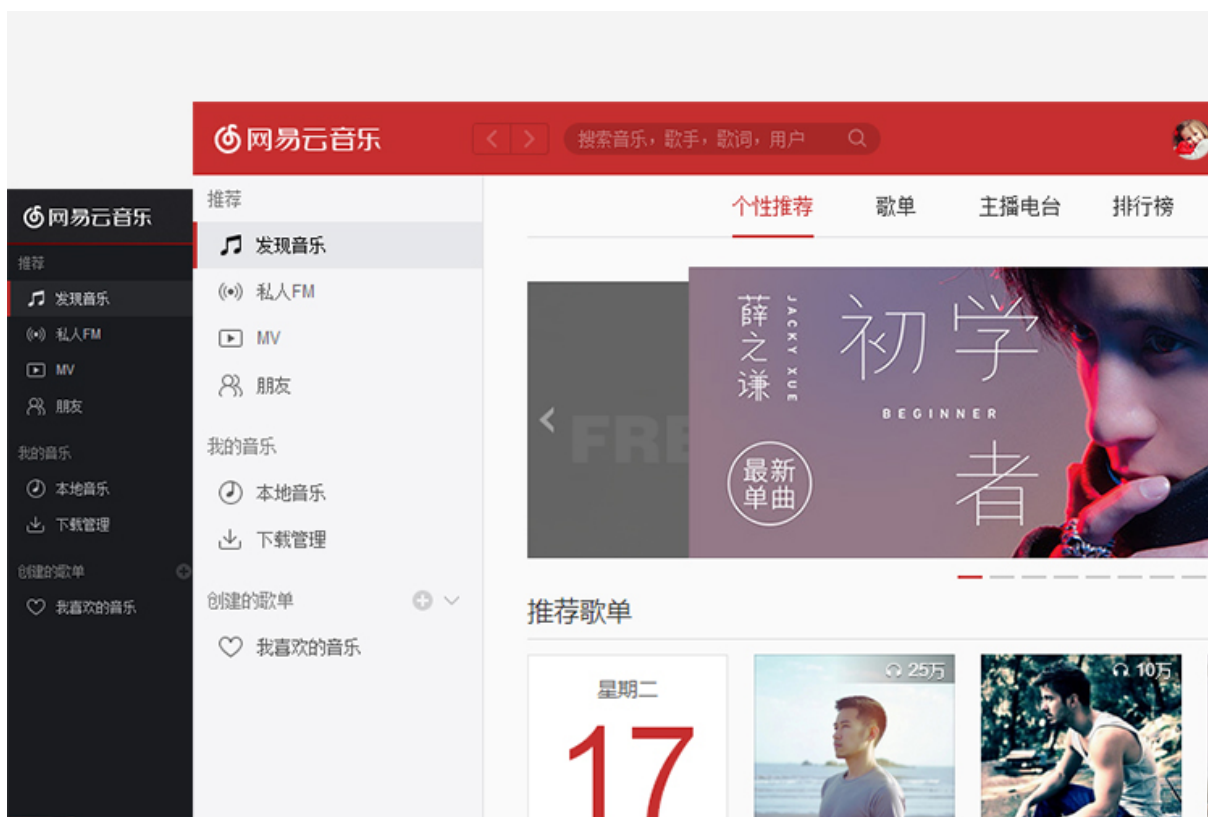 网易云音乐
推荐
发现音乐
私人FM
MV
朋友
我的音乐
本地音乐
下载管理
创建的歌单
我喜欢的音乐
网易云音乐
搜索音乐，歌手，歌词，用户
推荐
发现音乐
私人FM
MV
朋友
我的音乐
本地音乐
下载管理
创建的歌单
我喜欢的音乐
个性推荐 歌单 主播电台 排行榜
FRE
薛之谦
JACKY XUE
初学者
BEGINNER
最新
单曲
推荐歌单
星期二
17
25万
10万